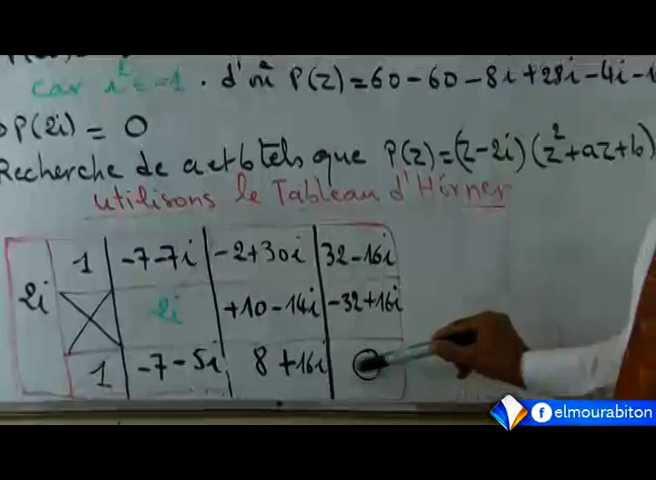 car i² = -1 . d'où P(z)=60-60-8i+28i-4i-1
P(2i) = 0
Recherche de a et b tels que P(z)=(z-2i)(z²+az+b)
utilisons le Tableau d'Hörner
1 -7-7i -2+30i 32-16i
2i 2i +10-14i -32+16i
1 -7-5i 8+16i 0
elmourabiton